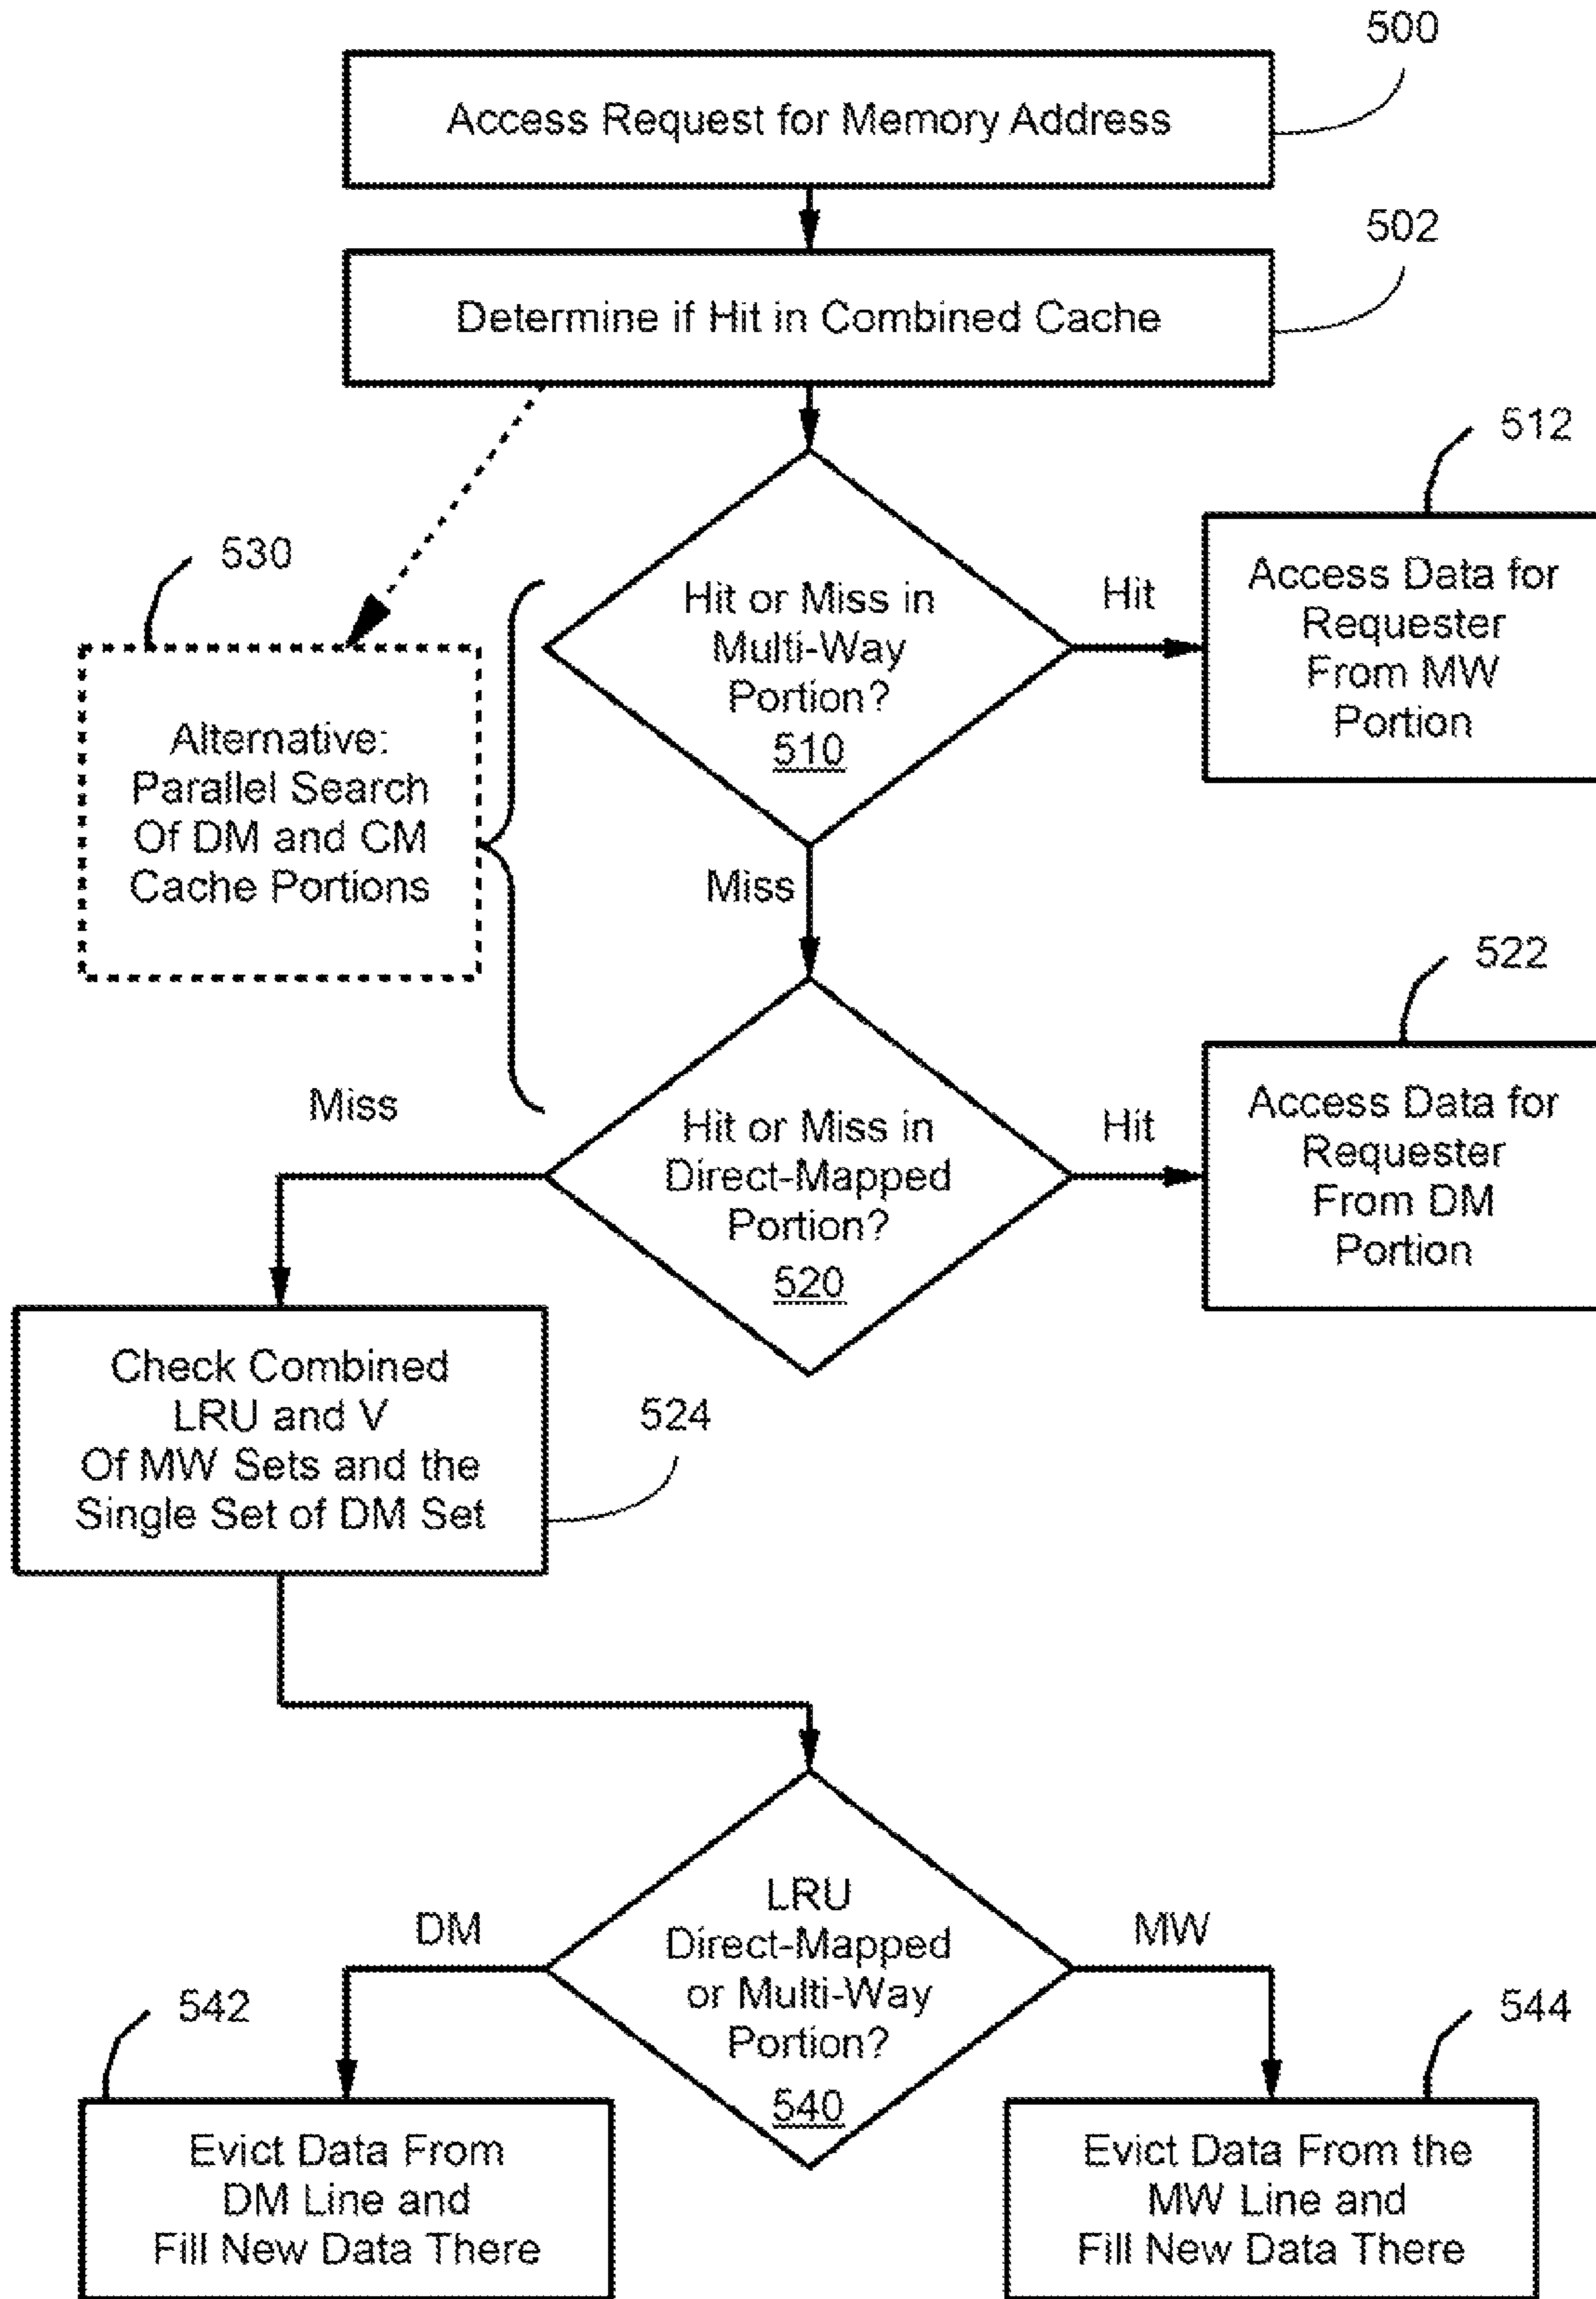 500
Access Request for Memory Address
502
Determine if Hit in Combined Cache
512
530
Hit or Miss in
Multi-Way
Portion?
510
Hit
Access Data for
Requester
From MW
Portion
Alternative:
Parallel Search
Of DM and CM
Cache Portions
Miss
522
Miss
Hit or Miss in
Direct-Mapped
Portion?
520
Hit
Access Data for
Requester
From DM
Portion
Check Combined
LRU and V
Of MW Sets and the
Single Set of DM Set
524
LRU
Direct-Mapped
or Multi-Way
Portion?
540
DM
MW
542
544
Evict Data From
DM Line and
Fill New Data There
Evict Data From the
MW Line and
Fill New Data There